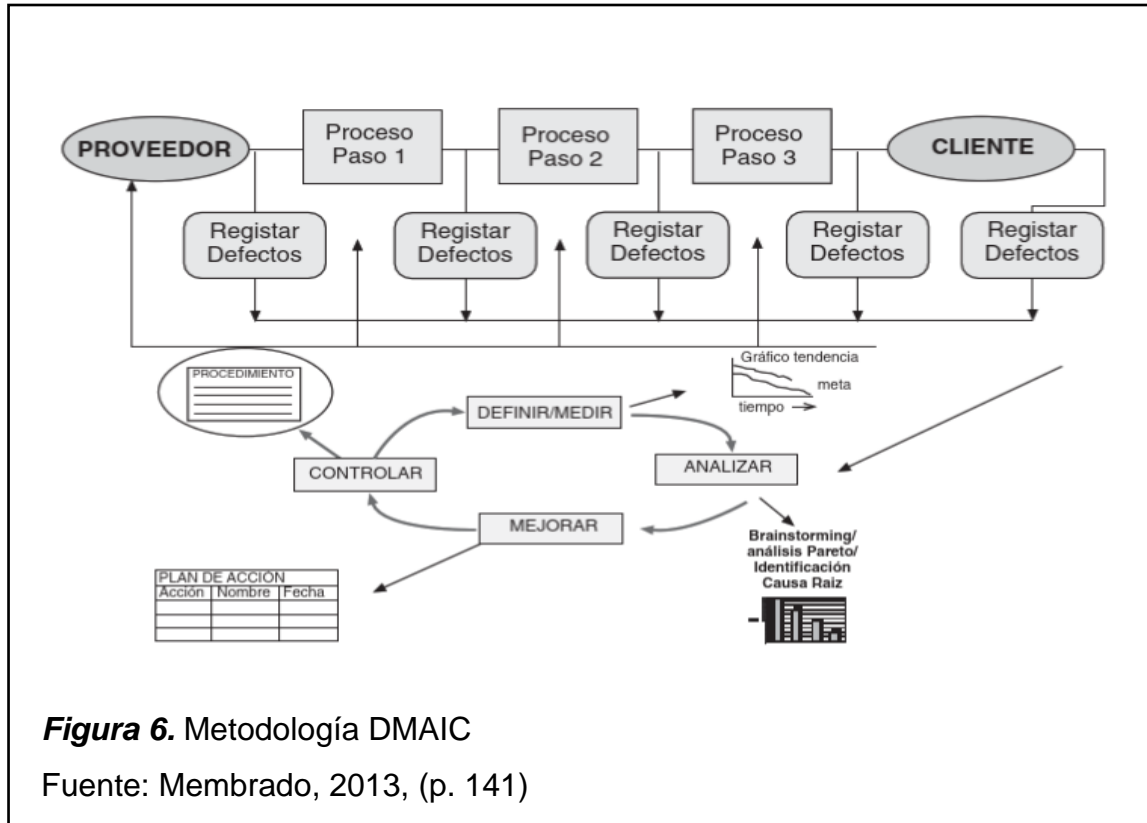 PROVEEDOR
Proceso
Paso 1
Proceso
Paso 2
Proceso
Paso 3
CLIENTE
Registar
Defectos
Registar
Defectos
Registar
Defectos
Registar
Defectos
Registar
Defectos
PROCEDIMIENTO
Gráfico tendencia
meta
tiempo
DEFINIR/MEDIR
CONTROLAR
ANALIZAR
MEJORAR
Brainstorming/
análisis Pareto/
Identificación
Causa Raiz
PLAN DE ACCIÓN
Acción Nombre Fecha
Figura 6. Metodología DMAIC
Fuente: Membrado, 2013, (p. 141)